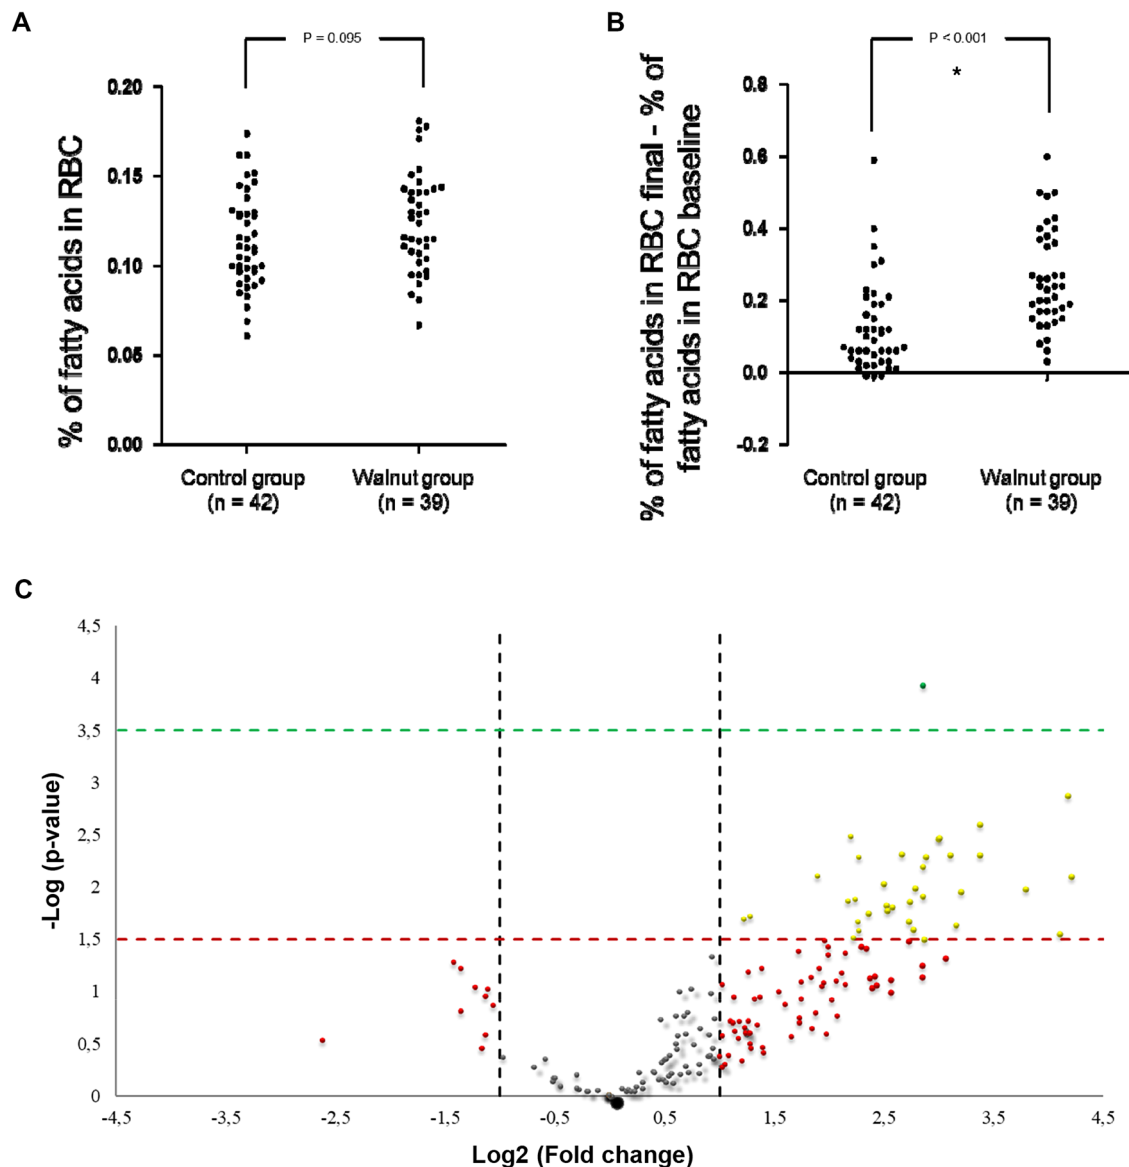 A
P = 0.095
% of fatty acids in RBC
0.20
0.15
0.10
0.05
0.00
Control group
(n = 42)
Walnut group
(n = 39)
B
P < 0.001
*
% of fatty acids in RBC final - % of
fatty acids in RBC baseline
0.8
0.6
0.4
0.2
0.0
-0.2
Control group
(n = 42)
Walnut group
(n = 39)
C
-Log (p-value)
4,5
4
3,5
3
2,5
2
1,5
1
0,5
0
-4,5
-3,5
-2,5
-1,5
-0,5
0,5
1,5
2,5
3,5
4,5
Log2 (Fold change)